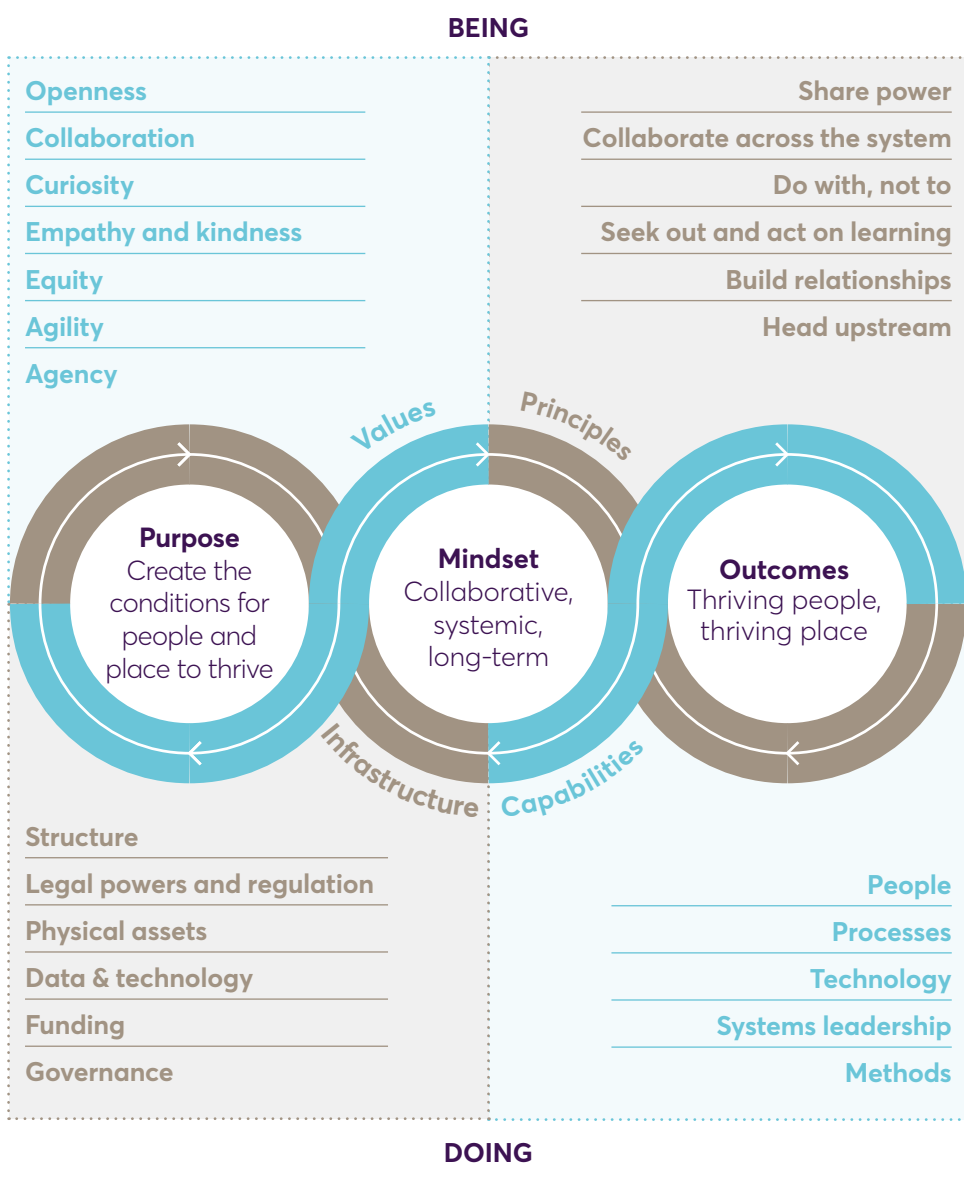 BEING
Openness
Collaboration
Curiosity
Empathy and kindness
Equity
Agility
Agency
Share power
Collaborate across the system
Do with, not to
Seek out and act on learning
Build relationships
Head upstream
Values
Principles
Purpose
Create the
conditions for
people and
place to thrive
Mindset
Collaborative,
systemic,
long-term
Outcomes
Thriving people,
thriving place
Infrastructure
Capabilities
Structure
Legal powers and regulation
Physical assets
Data & technology
Funding
Governance
People
Processes
Technology
Systems leadership
Methods
DOING